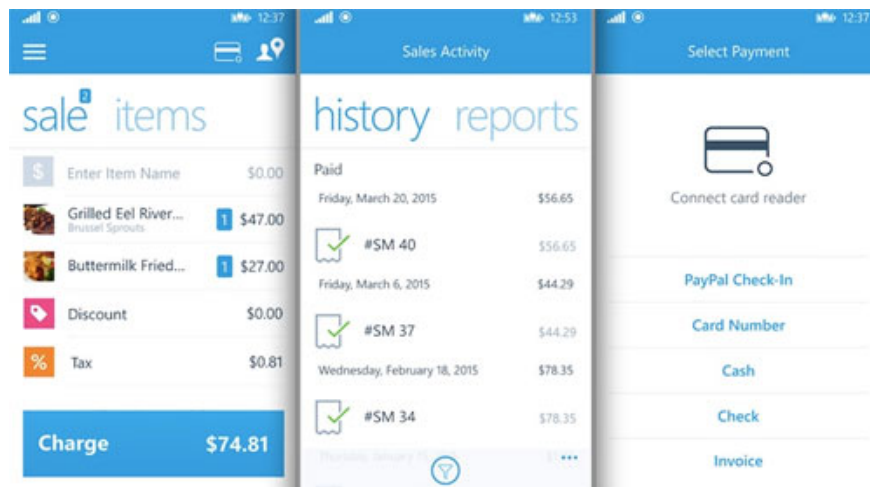 12:37
sale 2 items
$ Enter Item Name $0.00
Grilled Eel River... 1 $47.00
Brussel Sprouts
Buttermilk Fried... 1 $27.00
Discount $0.00
% Tax $0.81
Charge $74.81
12:53
Sales Activity
history reports
Paid
Friday, March 20, 2015 $56.65
#SM 40 $56.65
Friday, March 6, 2015 $44.29
#SM 37 $44.29
Wednesday, February 18, 2015 $78.35
#SM 34 $78.35
...
12:37
Select Payment
Connect card reader
PayPal Check-In
Card Number
Cash
Check
Invoice